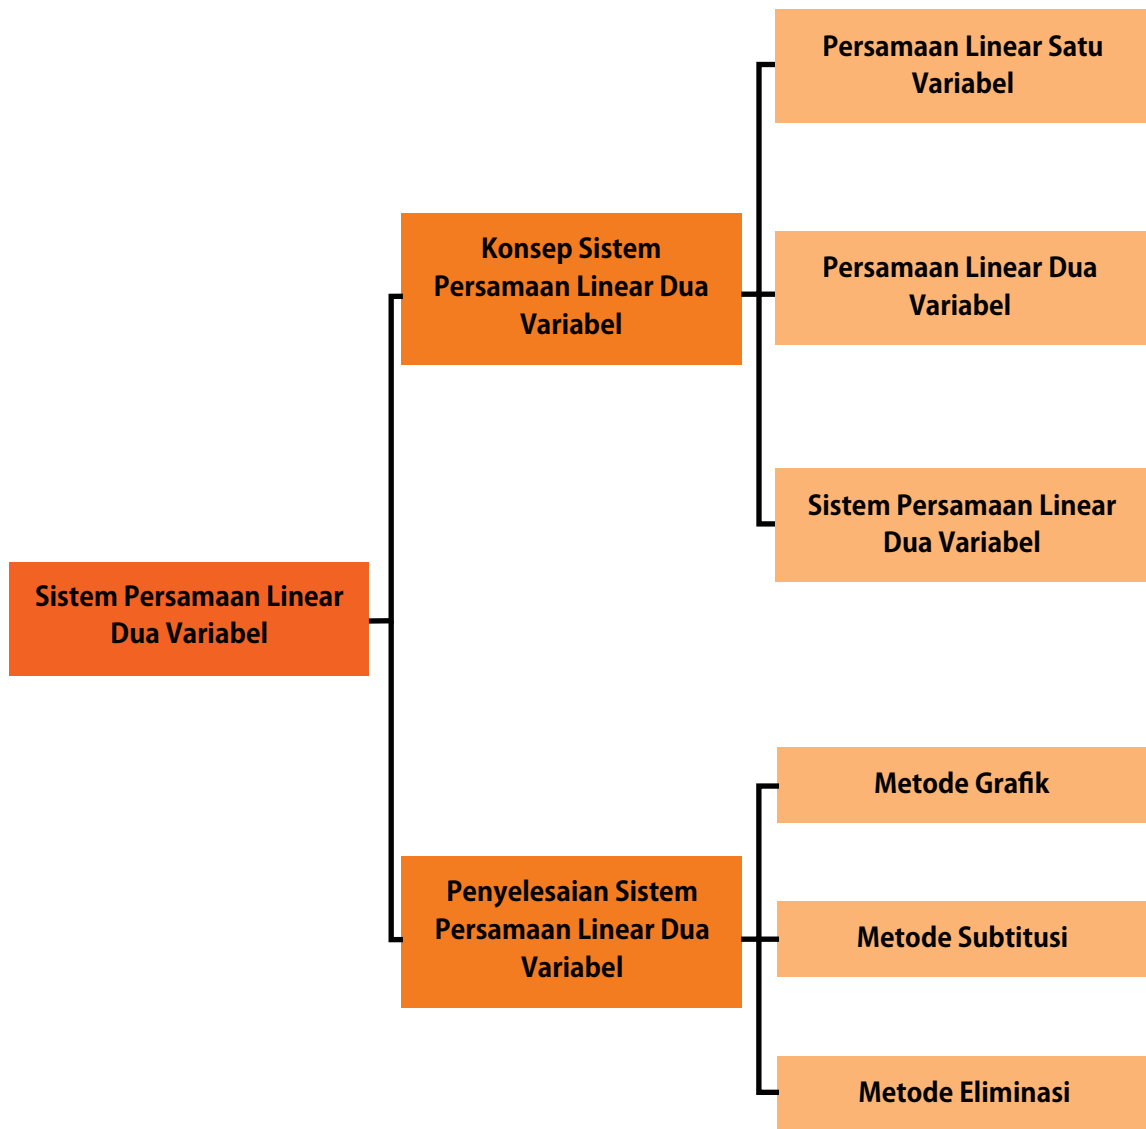 Sistem Persamaan Linear
Dua Variabel
Konsep Sistem
Persamaan Linear Dua
Variabel
Persamaan Linear Satu
Variabel
Persamaan Linear Dua
Variabel
Sistem Persamaan Linear
Dua Variabel
Penyelesaian Sistem
Persamaan Linear Dua
Variabel
Metode Grafik
Metode Subtitusi
Metode Eliminasi